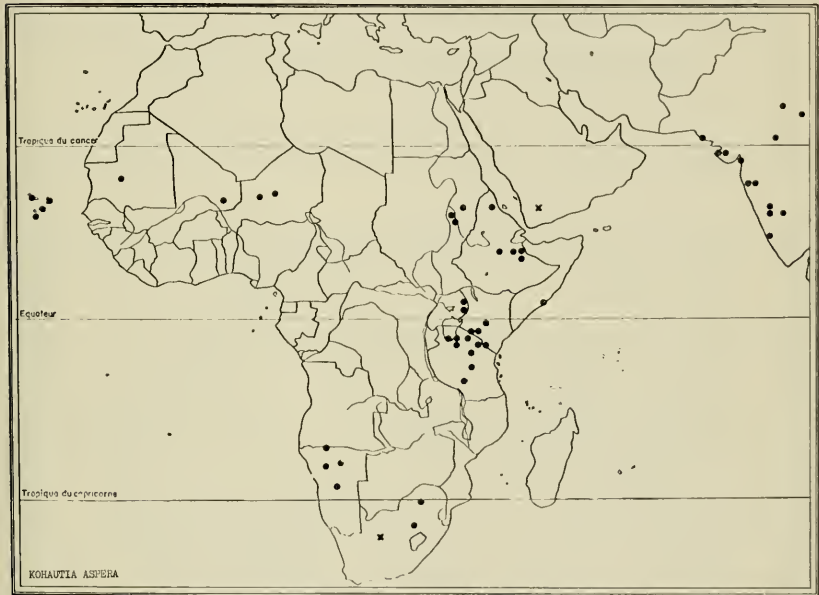 Tropique du cancer
Equateur
Tropique du capricorne
KOHAUTIA ASPERA